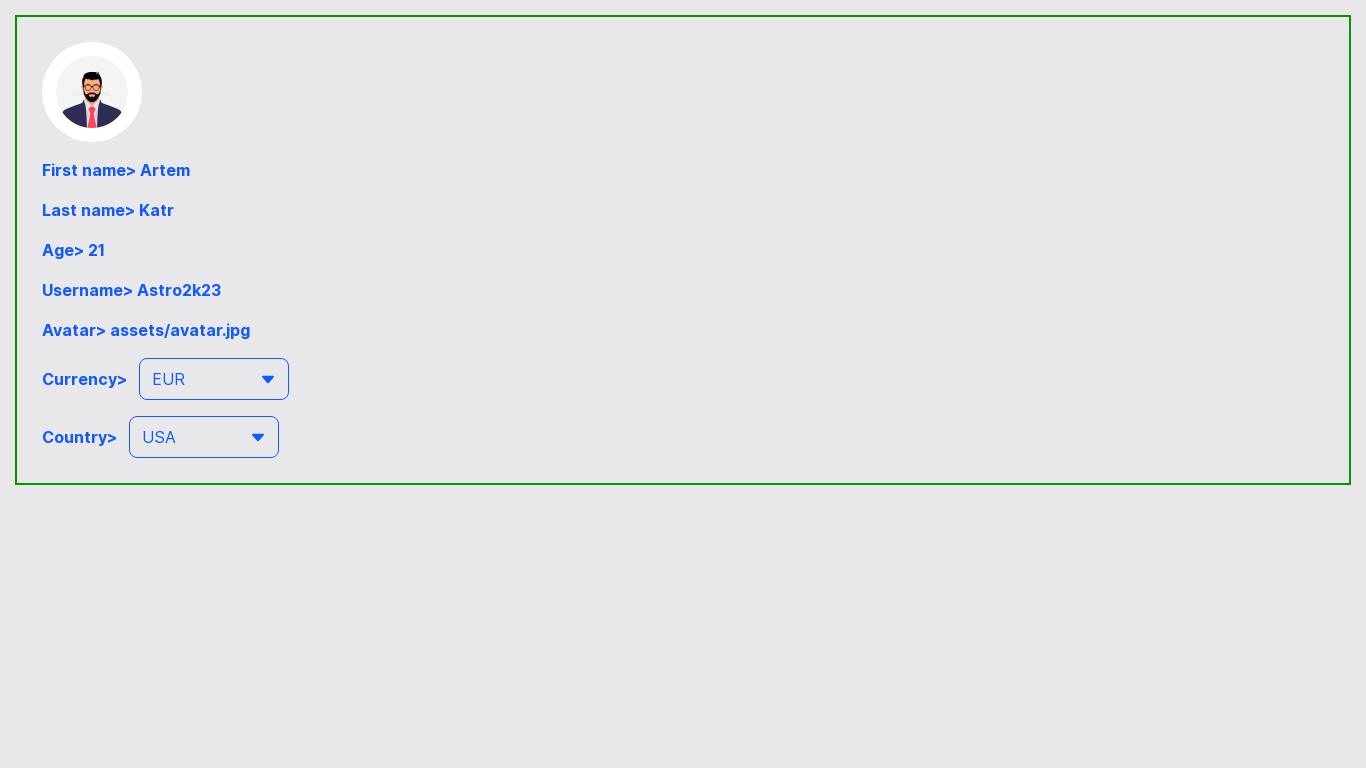 First name> Artem
Last name> Katr
Age> 21
Username> Astro2k23
Avatar> assets/avatar.jpg
Currency> EUR
Country> USA